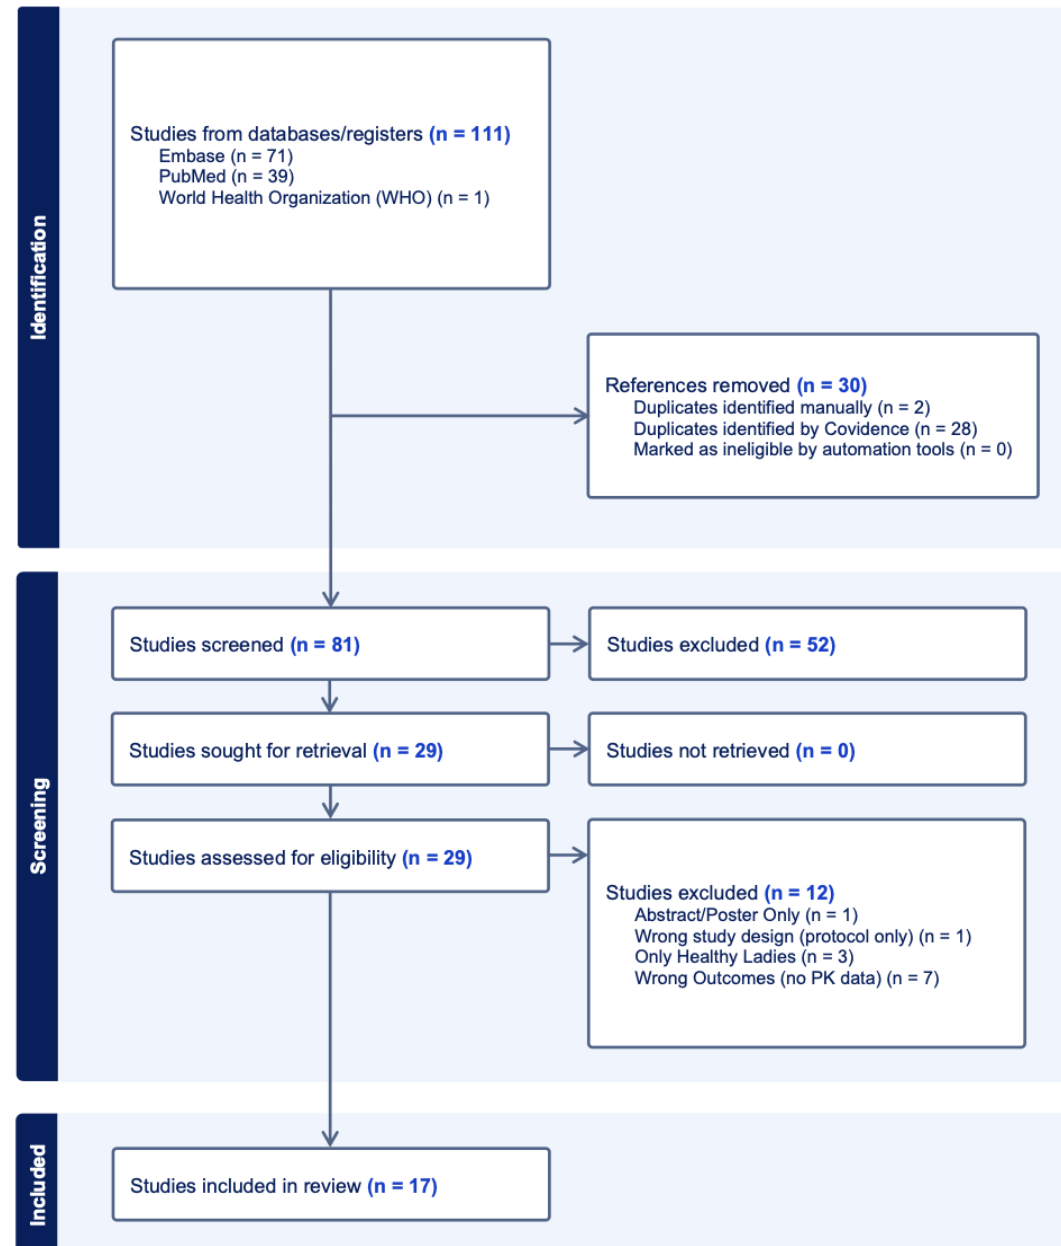 Identification
Studies from databases/registers (n = 111)
Embase (n = 71)
PubMed (n = 39)
World Health Organization (WHO) (n = 1)
References removed (n = 30)
Duplicates identified manually (n = 2)
Duplicates identified by Covidence (n = 28)
Marked as ineligible by automation tools (n = 0)
Screening
Studies screened (n = 81)
Studies excluded (n = 52)
Studies sought for retrieval (n = 29)
Studies not retrieved (n = 0)
Studies assessed for eligibility (n = 29)
Studies excluded (n = 12)
Abstract/Poster Only (n = 1)
Wrong study design (protocol only) (n = 1)
Only Healthy Ladies (n = 3)
Wrong Outcomes (no PK data) (n = 7)
Included
Studies included in review (n = 17)